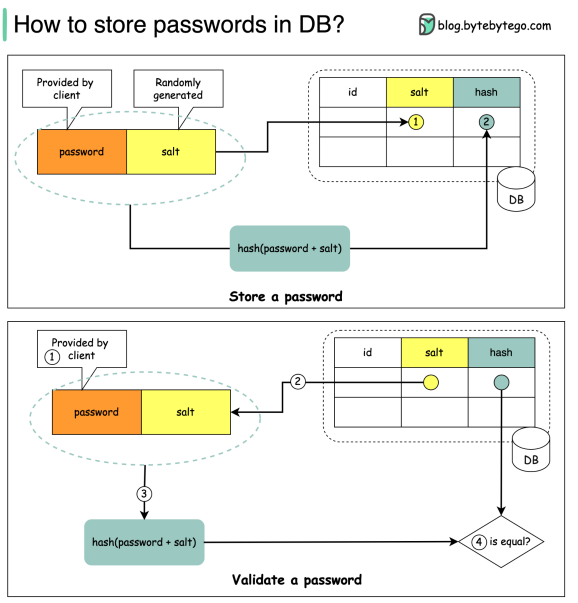 How to store passwords in DB?
blog.bytebytego.com
Provided by
client
Randomly
generated
id
salt
hash
password
salt
1
2
DB
hash(password + salt)
Store a password
Provided by
1 client
id
salt
hash
2
password
salt
DB
3
hash(password + salt)
4 is equal?
Validate a password